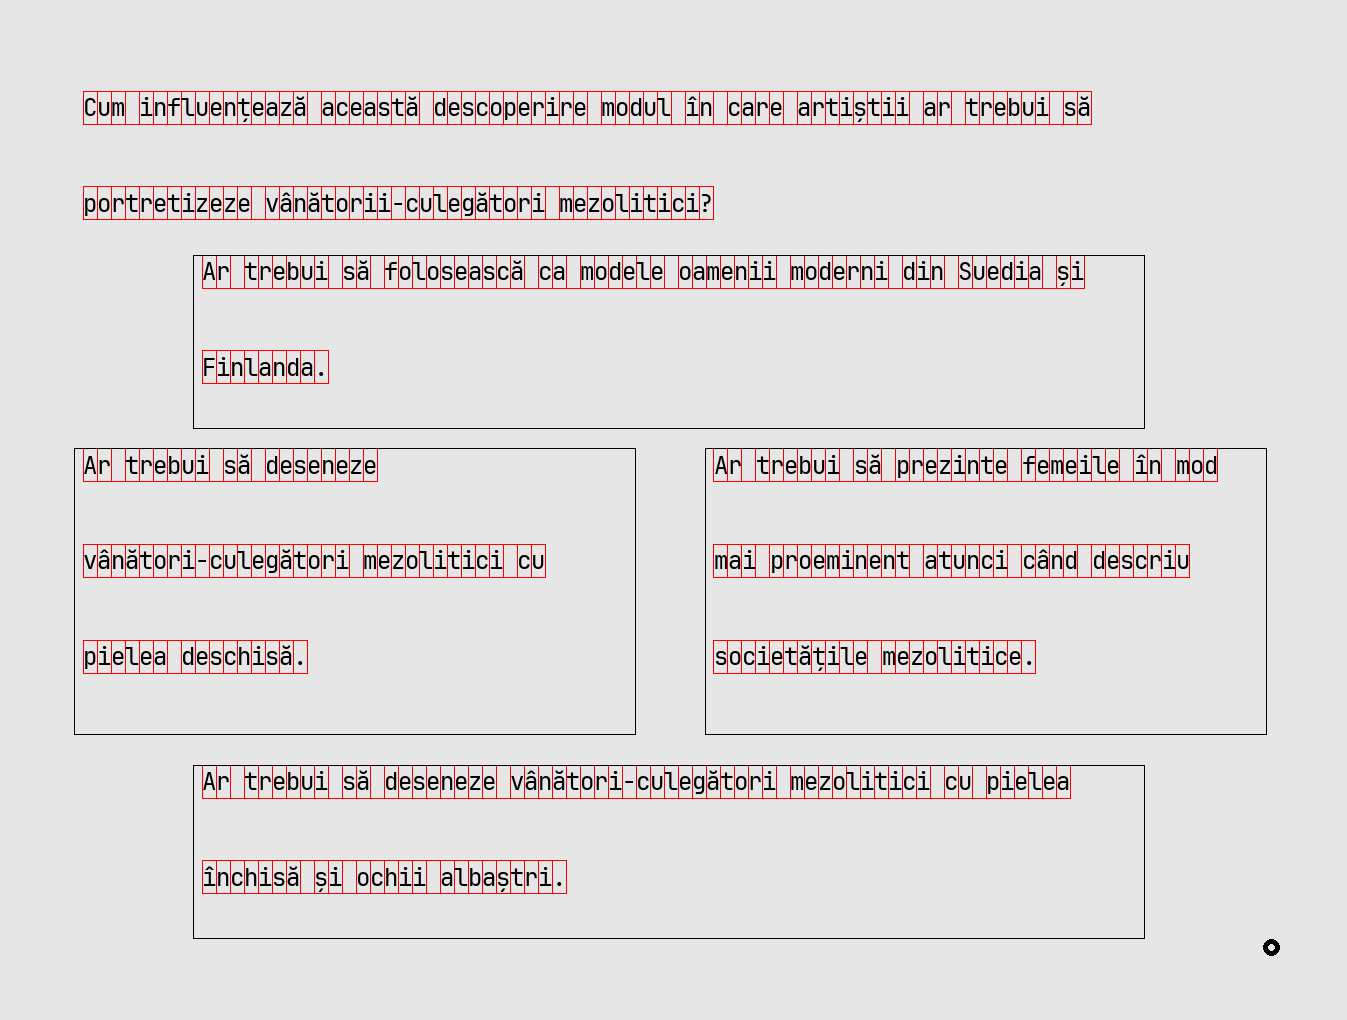 Cum influențează această descoperire modul în care artiștii ar trebui să
portretizeze vânătorii-culegători mezolitici?
Ar trebui să folosească ca modele oamenii moderni din Suedia și
Finlanda.
Ar trebui să deseneze
vânători-culegători mezolitici cu
pielea deschisă.
Ar trebui să prezinte femeile în mod
mai proeminent atunci când descriu
societățile mezolitice.
Ar trebui să deseneze vânători-culegători mezolitici cu pielea
închisă și ochii albaștri.